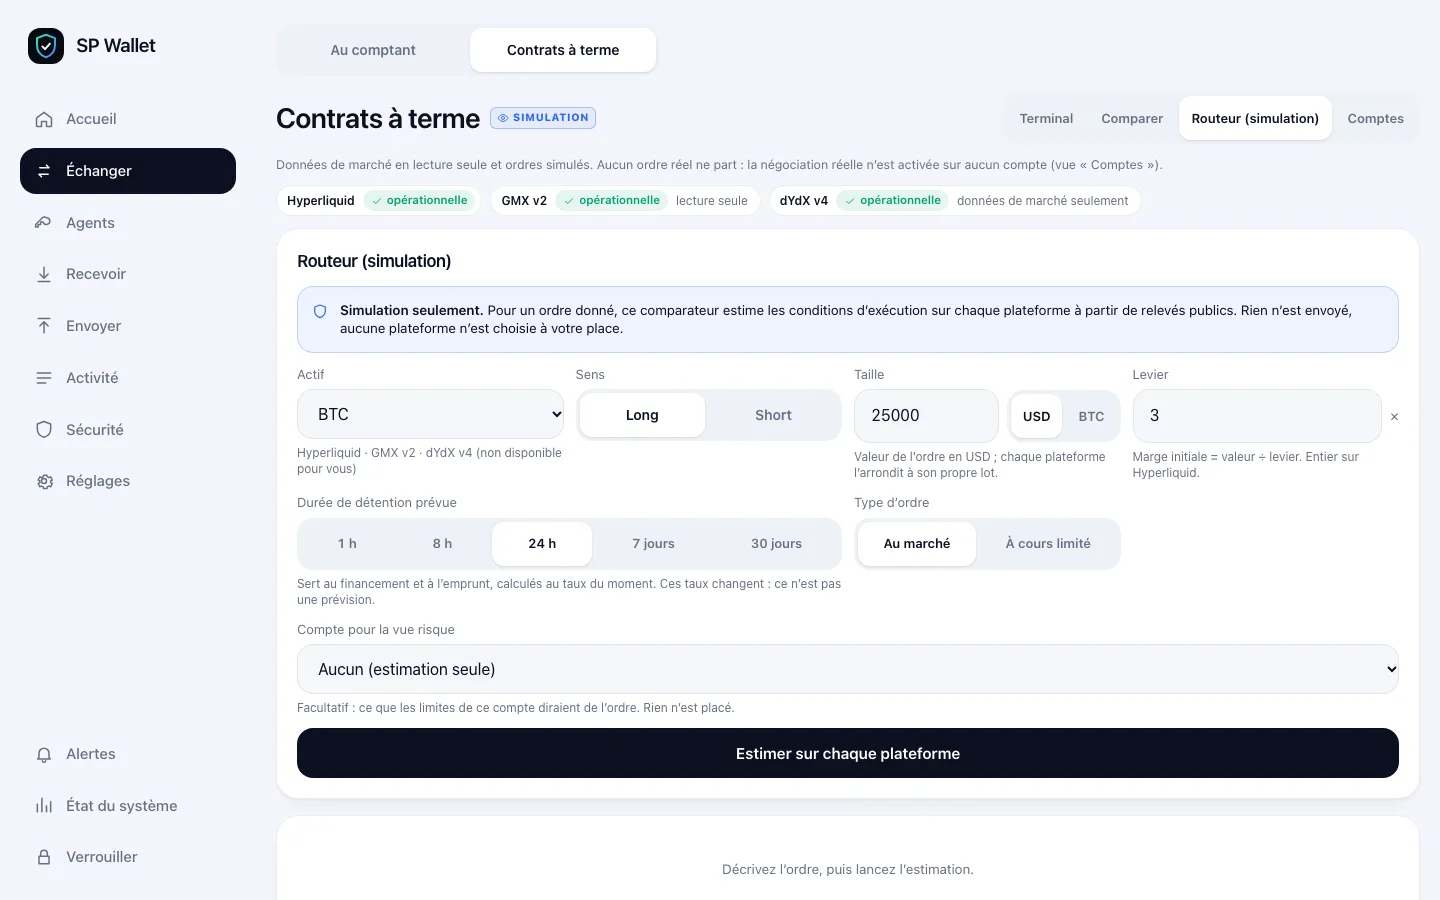 SP Wallet
Accueil
Échanger
Agents
Recevoir
Envoyer
Activité
Sécurité
Réglages
Alertes
État du système
Verrouiller
Au comptant
Contrats à terme
Contrats à terme
SIMULATION
Terminal
Comparer
Routeur (simulation)
Comptes
Données de marché en lecture seule et ordres simulés. Aucun ordre réel ne part : la négociation réelle n’est activée sur aucun compte (vue « Comptes »).
Hyperliquid opérationnelle
GMX v2 opérationnelle lecture seule
dYdX v4 opérationnelle données de marché seulement
Routeur (simulation)
Simulation seulement. Pour un ordre donné, ce comparateur estime les conditions d’exécution sur chaque plateforme à partir de relevés publics. Rien n’est envoyé,
aucune plateforme n’est choisie à votre place.
Actif
BTC
Hyperliquid · GMX v2 · dYdX v4 (non disponible
pour vous)
Sens
Long
Short
Taille
25000
USD
BTC
Valeur de l’ordre en USD ; chaque plateforme
l’arrondit à son propre lot.
Levier
3
×
Marge initiale = valeur ÷ levier. Entier sur
Hyperliquid.
Durée de détention prévue
1 h
8 h
24 h
7 jours
30 jours
Sert au financement et à l’emprunt, calculés au taux du moment. Ces taux changent : ce n’est pas
une prévision.
Type d’ordre
Au marché
À cours limité
Compte pour la vue risque
Aucun (estimation seule)
Facultatif : ce que les limites de ce compte diraient de l’ordre. Rien n’est placé.
Estimer sur chaque plateforme
Décrivez l’ordre, puis lancez l’estimation.